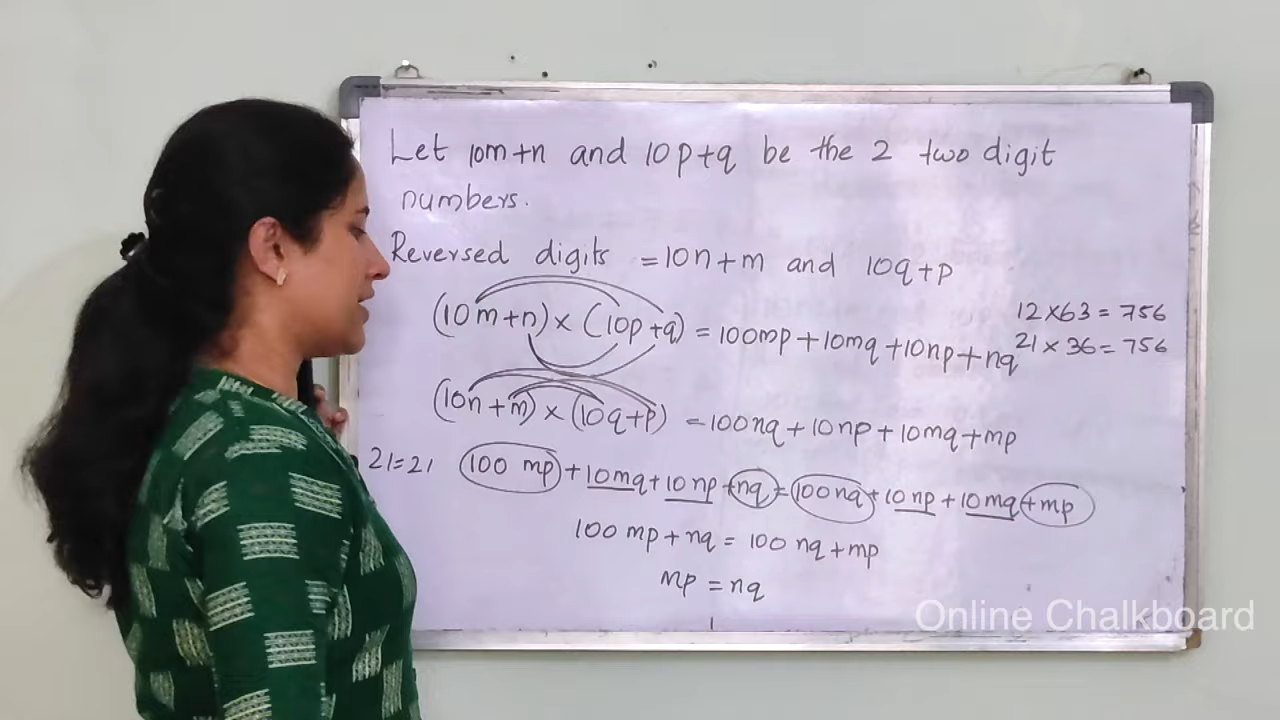 Let 10m+n and 10p+q be the 2 two digit
numbers.
Reversed digits = 10n+m and 10q+p
(10m+n) × (10p+q) = 100mp+10mq+10np+nq
12×63 = 756
21 × 36 = 756
(10n+m) × (10q+p) = 100nq+10np+10mq+mp
21=21
100 mp + 10mq + 10np + nq = 100nq + 10np + 10mq + mp
100 mp + nq = 100 nq + mp
mp = nq
Online Chalkboard